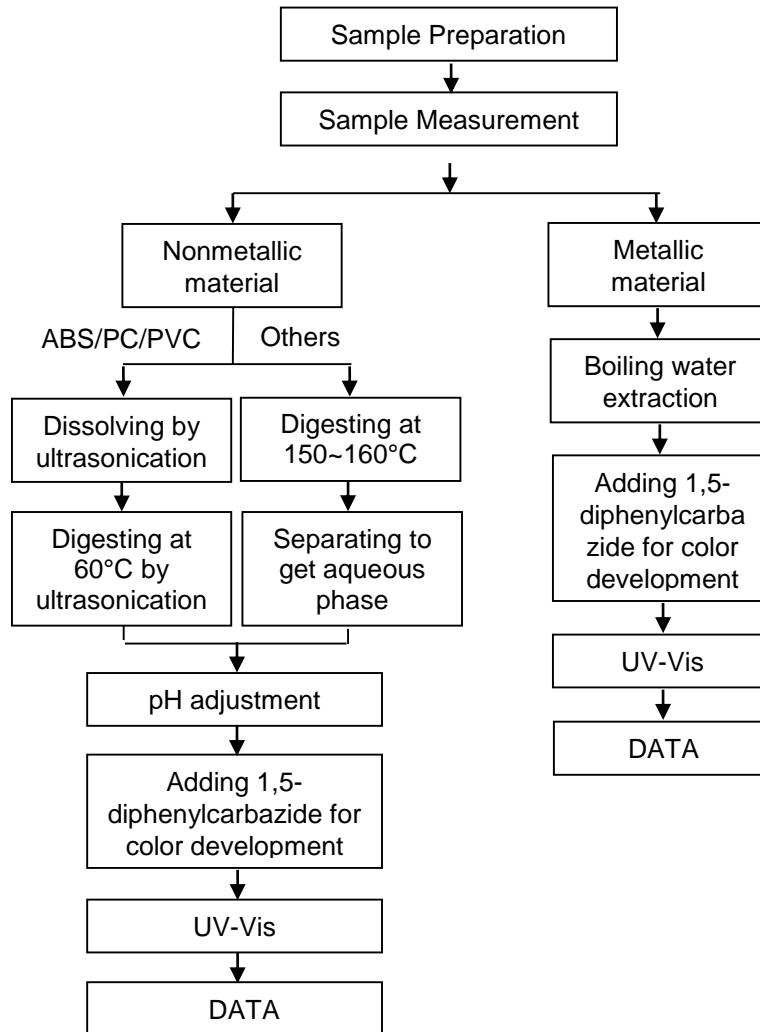 Sample Preparation
Sample Measurement
Nonmetallic
material
Metallic
material
ABS/PC/PVC
Others
Boiling water
extraction
Dissolving by
ultrasonication
Digesting at
150~160°C
Adding 1,5-
diphenylcarba
zide for color
development
Digesting at
60°C by
ultrasonication
Separating to
get aqueous
phase
UV-Vis
pH adjustment
DATA
Adding 1,5-
diphenylcarbazide for
color development
UV-Vis
DATA